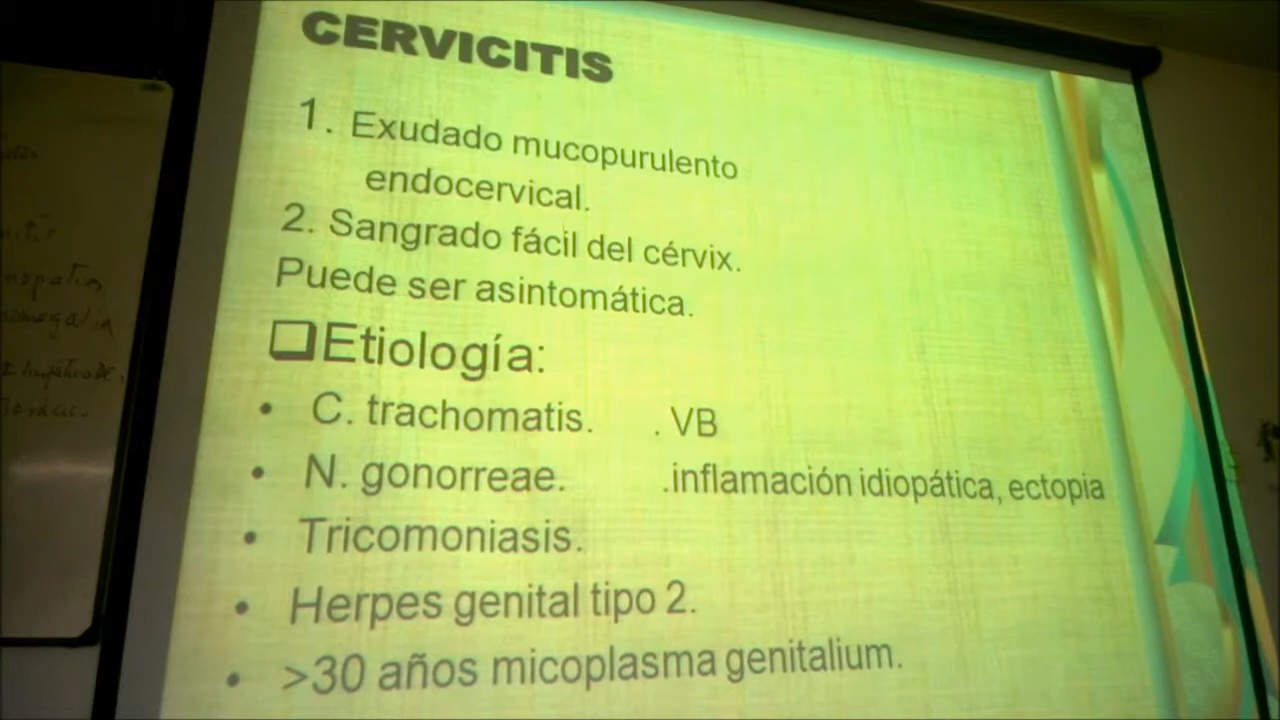 CERVICITIS
1. Exudado mucopurulento
endocervical.
2. Sangrado fácil del cérvix.
Puede ser asintomática.
❑Etiología:
• C. trachomatis. . VB
• N. gonorreae. .inflamación idiopática, ectopia
• Tricomoniasis.
• Herpes genital tipo 2.
• >30 años micoplasma genitalium.